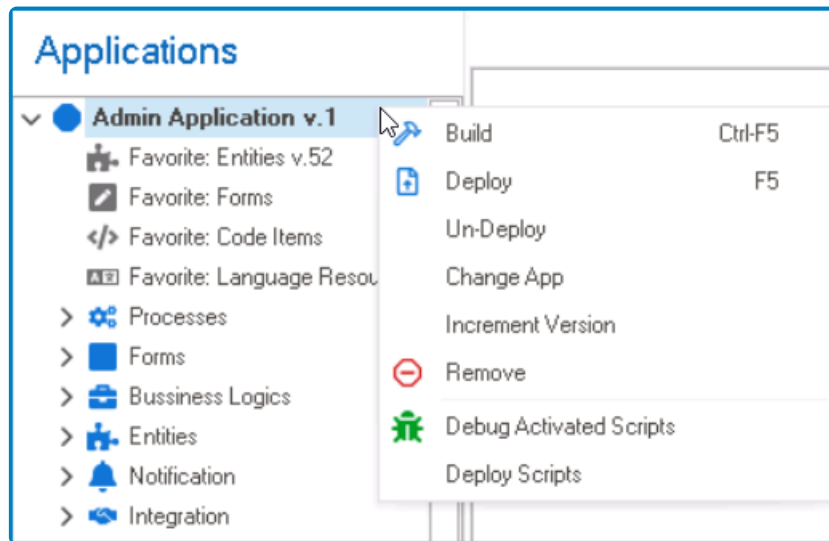 Applications
Admin Application v.1
Favorite: Entities v.52
Favorite: Forms
Favorite: Code Items
Favorite: Language Resou
Processes
Forms
Bussiness Logics
Entities
Notification
Integration
Build Ctrl-F5
Deploy F5
Un-Deploy
Change App
Increment Version
Remove
Debug Activated Scripts
Deploy Scripts